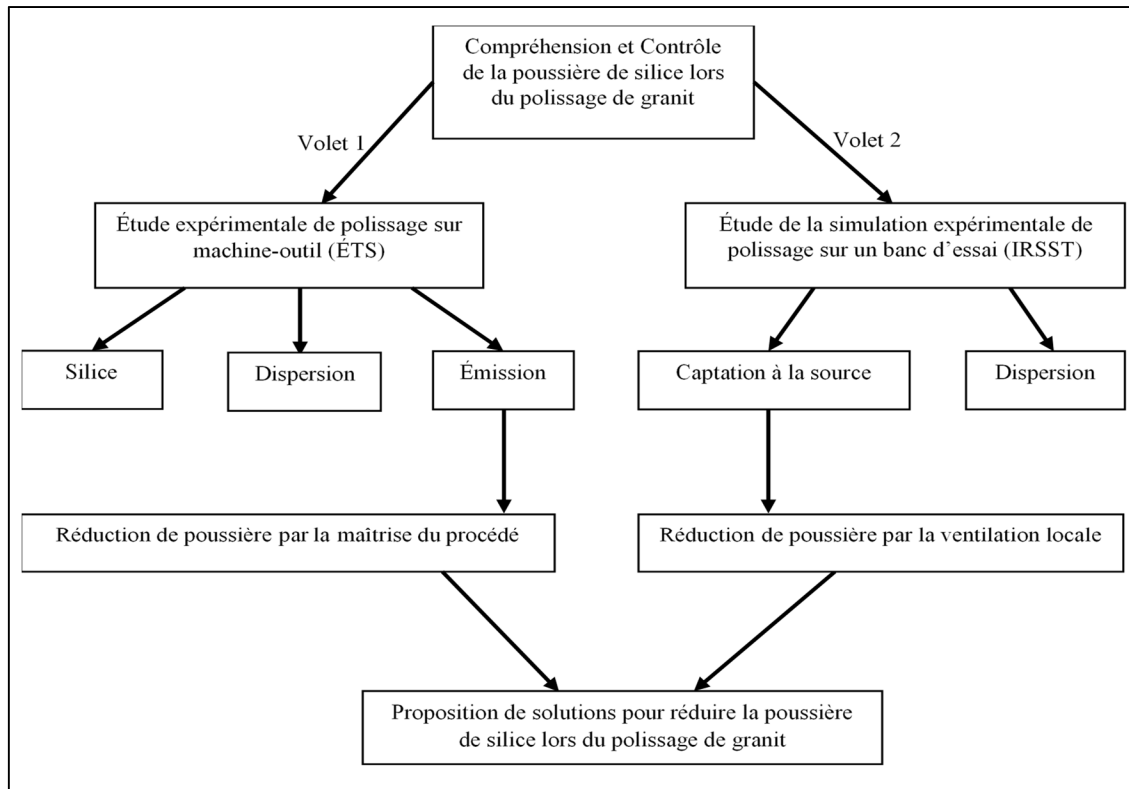 Compréhension et Contrôle
de la poussière de silice lors
du polissage de granit
Volet 1
Volet 2
Étude expérimentale de polissage sur
machine-outil (ÉTS)
Étude de la simulation expérimentale de
polissage sur un banc d'essai (IRSST)
Silice
Dispersion
Émission
Captation à la source
Dispersion
Réduction de poussière par la maîtrise du procédé
Réduction de poussière par la ventilation locale
Proposition de solutions pour réduire la poussière
de silice lors du polissage de granit